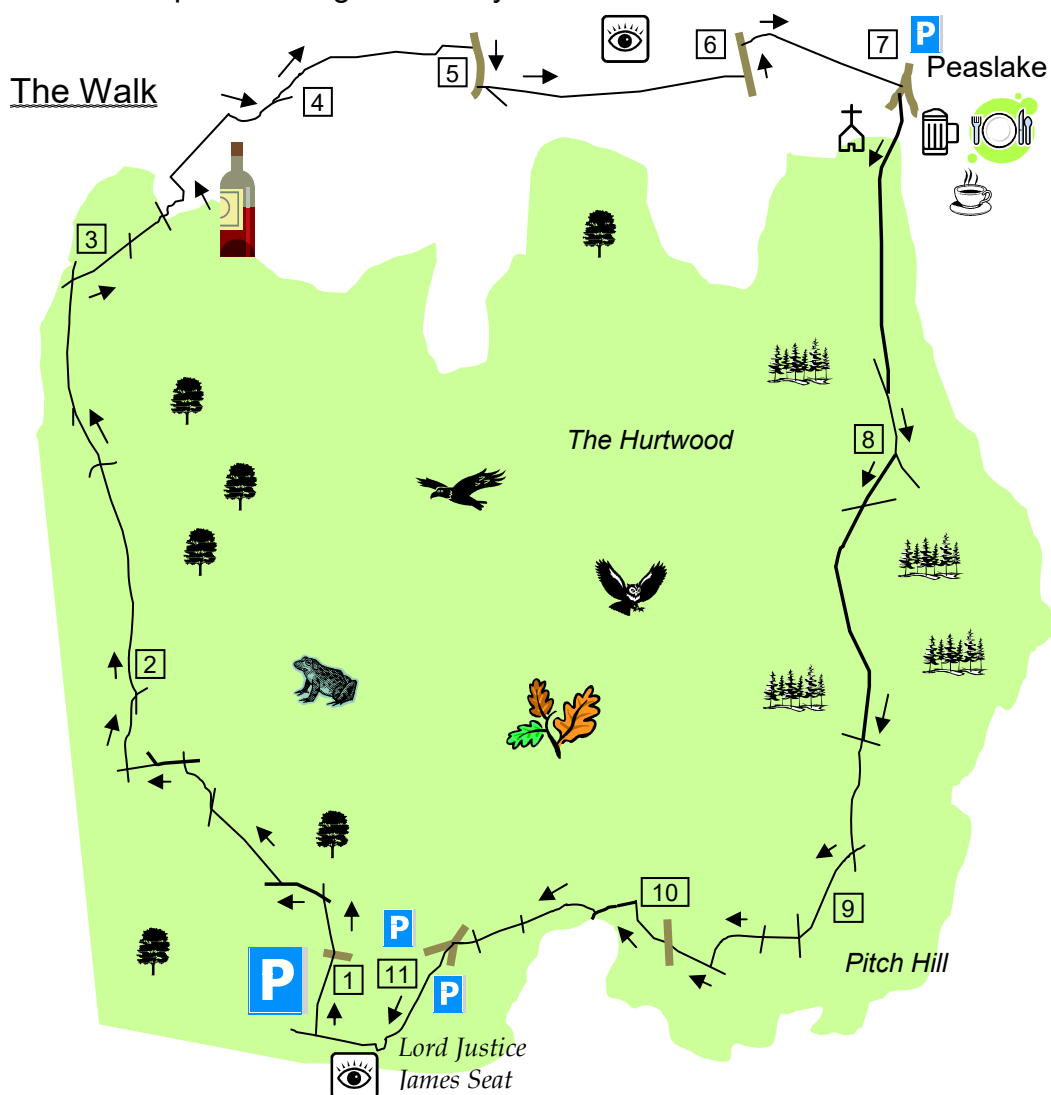 The Walk
1
2
3
4
5
6
7
P
Peaslake
8
The Hurtwood
9
Pitch Hill
10
11
P
P
P
Lord Justice
James Seat